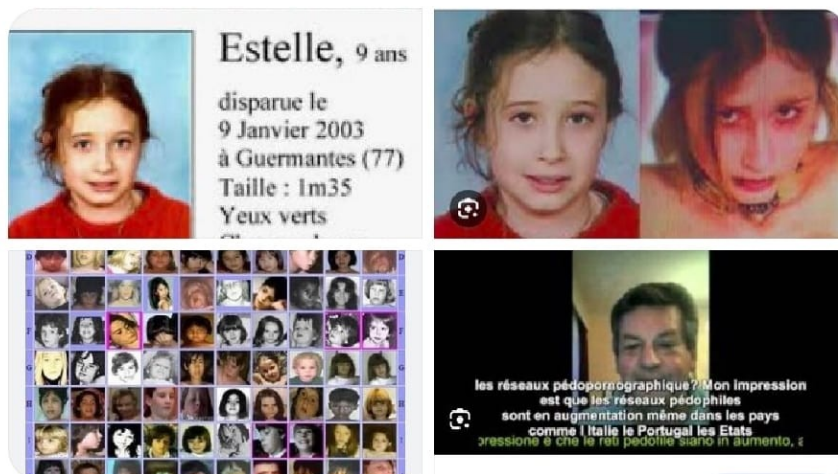 Estelle, 9 ans
disparue le
9 Janvier 2003
à Guermantes (77)
Taille : 1m35
Yeux verts
D
E
F
G
H
I
les réseaux pédopornographique? Mon impression
est que les réseaux pédophiles
sont en augmentation même dans les pays
comme l Italie le Portugal les Etats
pressione è che le reti pedofile siano in aumento, a